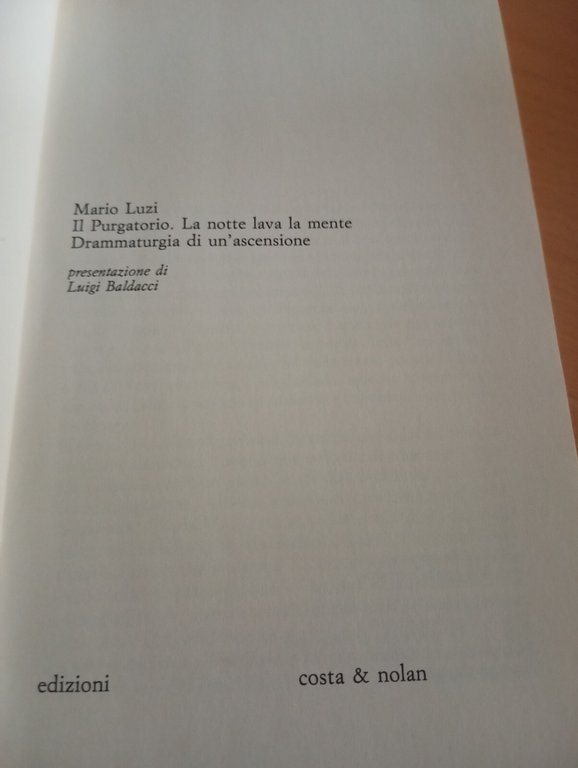 Mario Luzi
Il Purgatorio. La notte lava la mente
Drammaturgia di un'ascensione
presentazione di
Luigi Baldacci
edizioni costa & nolan